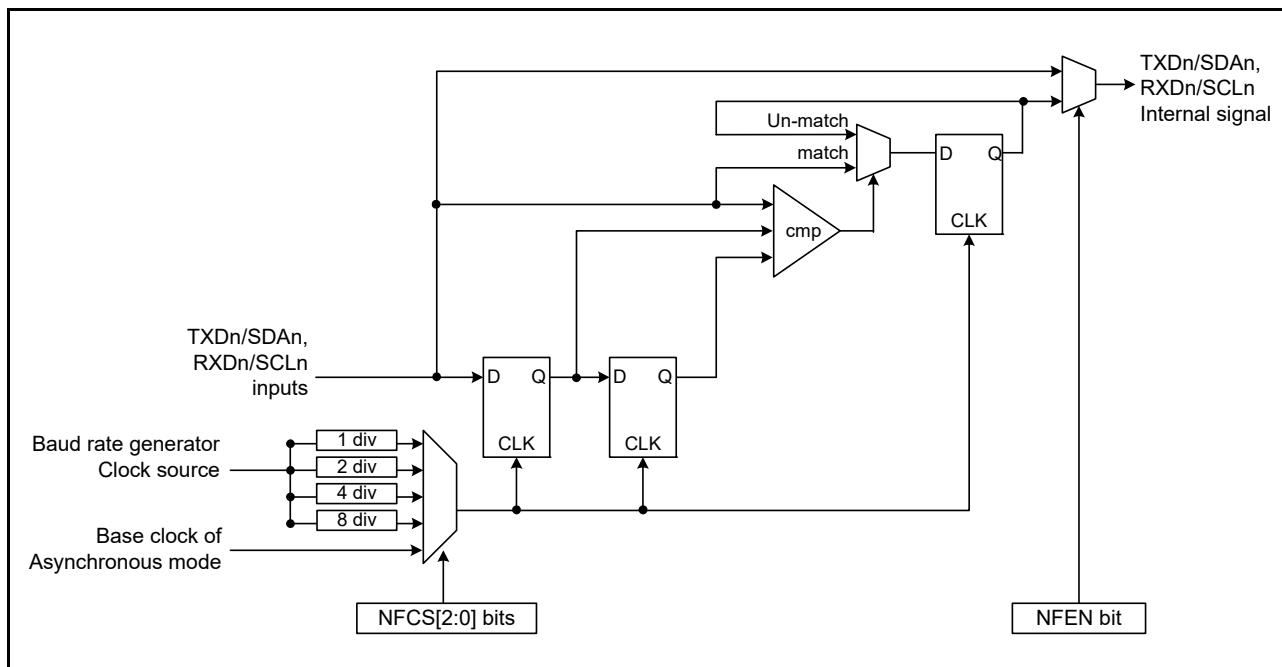 TXDn/SDAn,
RXDn/SCLn
Internal signal
Un-match
match
D
Q
CLK
cmp
TXDn/SDAn,
RXDn/SCLn
inputs
D
Q
CLK
D
Q
CLK
Baud rate generator
Clock source
1 div
2 div
4 div
8 div
Base clock of
Asynchronous mode
NFCS[2:0] bits
NFEN bit